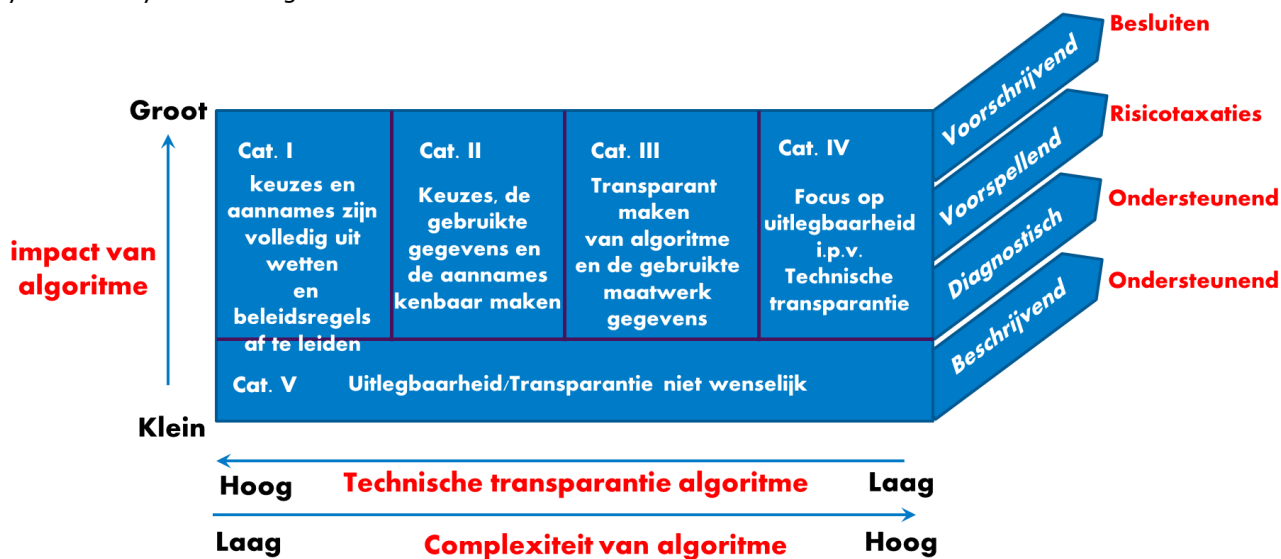 Besluiten
Voorschrijvend
Groot
Risicotaxaties
Voorspellend
Cat. I
keuzes en
aannames zijn
volledig uit
wetten
en
beleidsregels
af te leiden
Cat. II
Keuzes, de
gebruikte
gegevens en
de aannames
kenbaar maken
Cat. III
Transparant
maken
van algoritme
en de gebruikte
maatwerk
gegevens
Cat. IV
Focus op
uitlegbaarheid
i.p.v.
Technische
transparantie
Ondersteunend
Diagnostisch
impact van
algoritme
Ondersteunend
Beschrijvend
Cat. V Uitlegbaarheid/Transparantie niet wenselijk
Klein
Hoog Technische transparantie algoritme Laag
Laag Complexiteit van algoritme Hoog